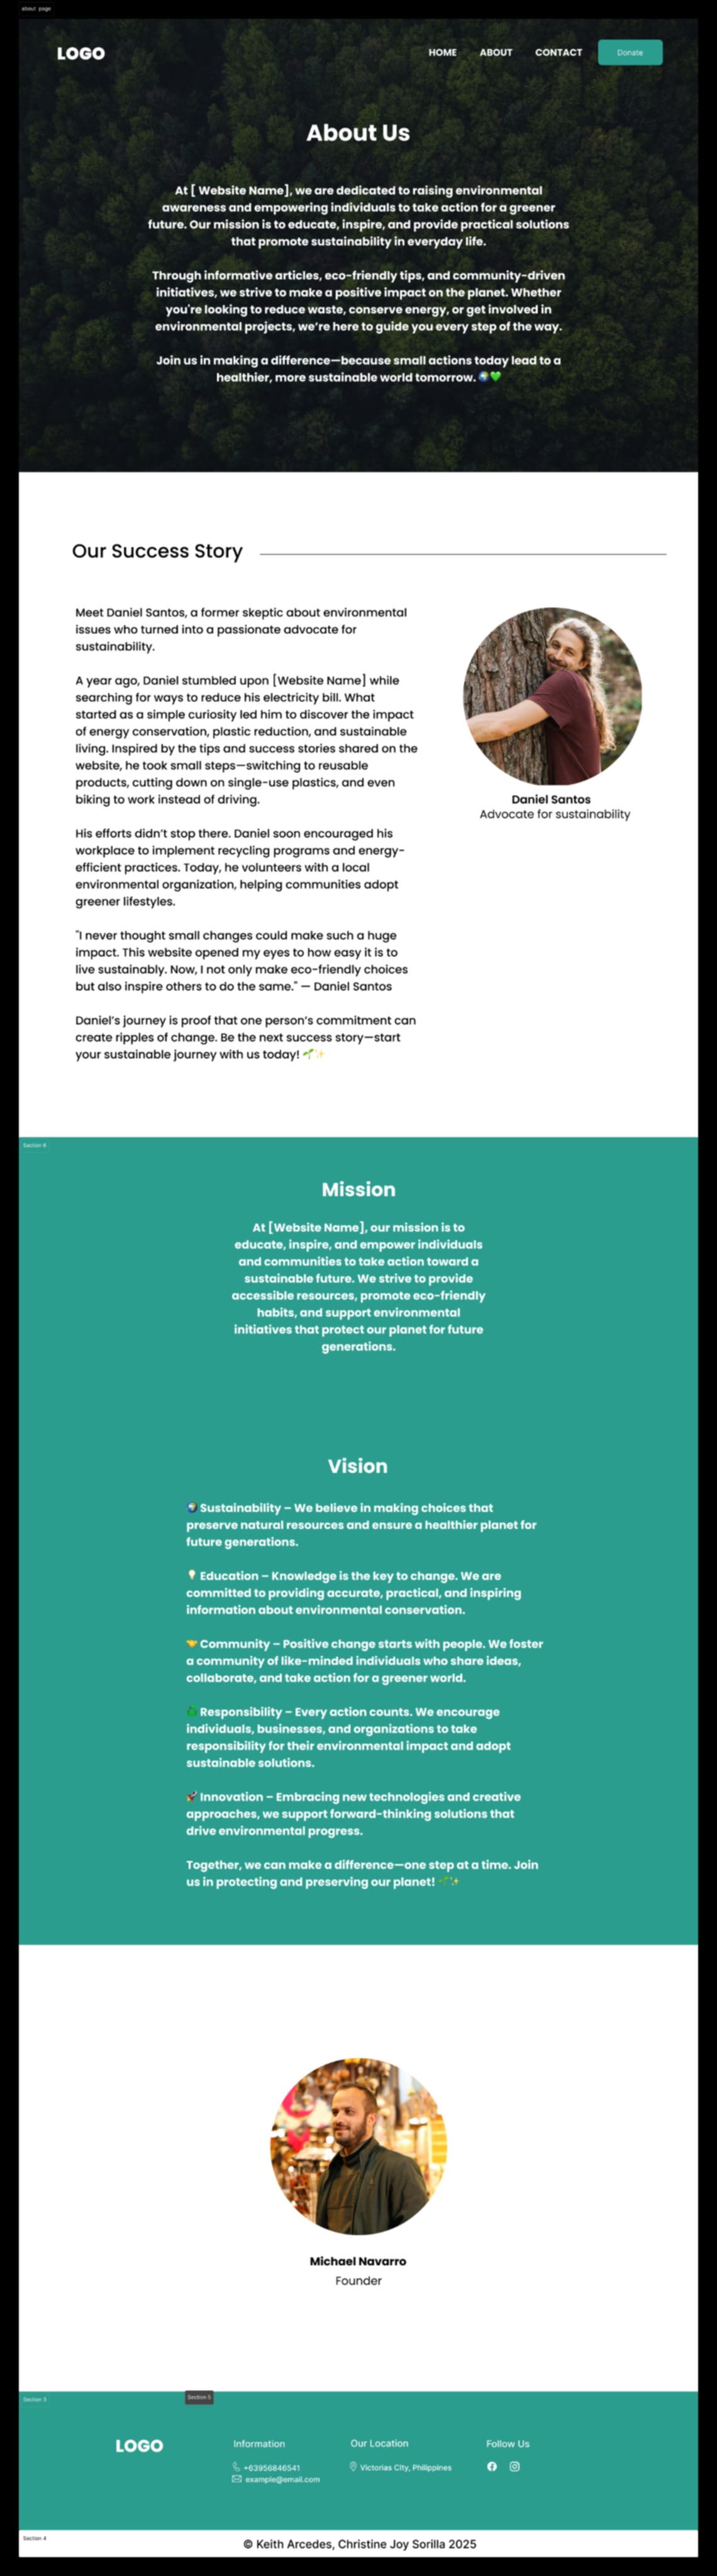 about page
LOGO
HOME ABOUT CONTACT Donate
About Us
At [ Website Name], we are dedicated to raising environmental
awareness and empowering individuals to take action for a greener
future. Our mission is to educate, inspire, and provide practical solutions
that promote sustainability in everyday life.
Through informative articles, eco-friendly tips, and community-driven
initiatives, we strive to make a positive impact on the planet. Whether
you're looking to reduce waste, conserve energy, or get involved in
environmental projects, we're here to guide you every step of the way.
Join us in making a difference—because small actions today lead to a
healthier, more sustainable world tomorrow. 🌍💚
Our Success Story
Meet Daniel Santos, a former skeptic about environmental
issues who turned into a passionate advocate for
sustainability.
A year ago, Daniel stumbled upon [Website Name] while
searching for ways to reduce his electricity bill. What
started as a simple curiosity led him to discover the impact
of energy conservation, plastic reduction, and sustainable
living. Inspired by the tips and success stories shared on the
website, he took small steps—switching to reusable
products, cutting down on single-use plastics, and even
biking to work instead of driving.
His efforts didn't stop there. Daniel soon encouraged his
workplace to implement recycling programs and energy-
efficient practices. Today, he volunteers with a local
environmental organization, helping communities adopt
greener lifestyles.
"I never thought small changes could make such a huge
impact. This website opened my eyes to how easy it is to
live sustainably. Now, I not only make eco-friendly choices
but also inspire others to do the same." — Daniel Santos
Daniel's journey is proof that one person's commitment can
create ripples of change. Be the next success story—start
your sustainable journey with us today! 🌱✨
Daniel Santos
Advocate for sustainability
Section 6
Mission
At [Website Name], our mission is to
educate, inspire, and empower individuals
and communities to take action toward a
sustainable future. We strive to provide
accessible resources, promote eco-friendly
habits, and support environmental
initiatives that protect our planet for future
generations.
Vision
🌍 Sustainability – We believe in making choices that
preserve natural resources and ensure a healthier planet for
future generations.
💡 Education – Knowledge is the key to change. We are
committed to providing accurate, practical, and inspiring
information about environmental conservation.
🤝 Community – Positive change starts with people. We foster
a community of like-minded individuals who share ideas,
collaborate, and take action for a greener world.
♻️ Responsibility – Every action counts. We encourage
individuals, businesses, and organizations to take
responsibility for their environmental impact and adopt
sustainable solutions.
🚀 Innovation – Embracing new technologies and creative
approaches, we support forward-thinking solutions that
drive environmental progress.
Together, we can make a difference—one step at a time. Join
us in protecting and preserving our planet! 🌱✨
Michael Navarro
Founder
Section 3
Section 5
LOGO
Information
+63956846541
example@email.com
Our Location
Victorias City, Philippines
Follow Us
Section 4
© Keith Arcedes, Christine Joy Sorilla 2025